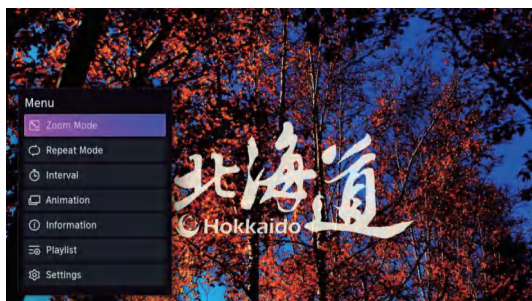 Menu
Zoom Mode
Repeat Mode
Interval
Animation
Information
Playlist
Settings
北海道
Hokkaido